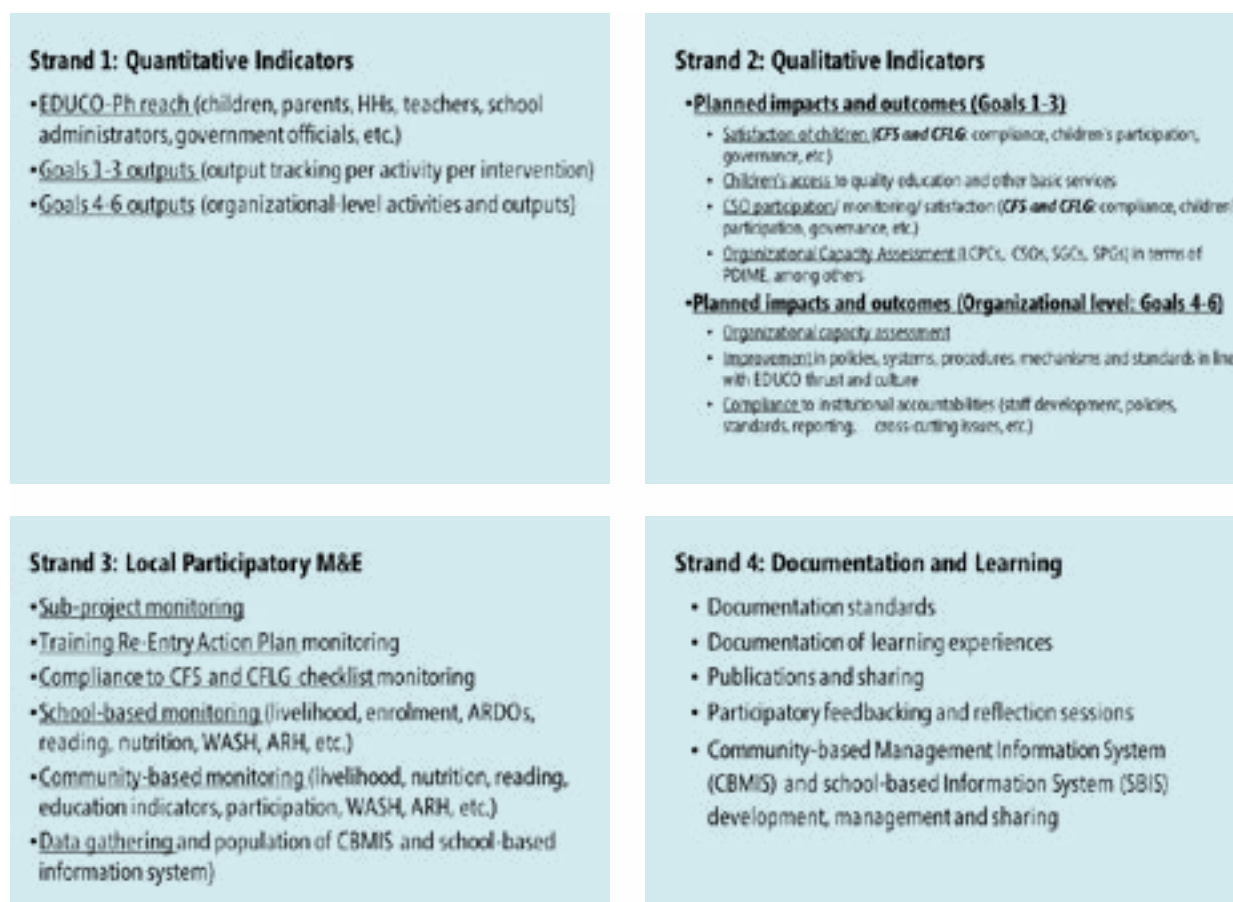 Strand 1: Quantitative Indicators
•EDUCO-Ph reach (children, parents, HHs, teachers, school
administrators, government officials, etc.)
•Goals 1-3 outputs (output tracking per activity per intervention)
•Goals 4-6 outputs (organizational-level activities and outputs)
Strand 2: Qualitative Indicators
•Planned impacts and outcomes (Goals 1-3)
• Satisfaction of children (CFS and CFLG: compliance, children's participation,
governance, etc.)
• Children's access to quality education and other basic services
• CSO participation/ monitoring/ satisfaction (CFS and CFLG: compliance, children
participation, governance, etc.)
• Organizational Capacity Assessment (LCPCs, CSOs, SGCs, SPGs) in terms of
PDIME, among others
•Planned impacts and outcomes (Organizational level: Goals 4-6)
• Organizational capacity assessment
• Improvement in policies, systems, procedures, mechanisms and standards in line
with EDUCO thrust and culture
• Compliance to institutional accountabilities (staff development, policies,
standards, reporting, cross-cutting issues, etc.)
Strand 3: Local Participatory M&E
•Sub-project monitoring
•Training Re-Entry Action Plan monitoring
•Compliance to CFS and CFLG checklist monitoring
•School-based monitoring (livelihood, enrolment, ARDOs,
reading, nutrition, WASH, ARH, etc.)
•Community-based monitoring (livelihood, nutrition, reading,
education indicators, participation, WASH, ARH, etc.)
•Data gathering and population of CBMIS and school-based
information system)
Strand 4: Documentation and Learning
• Documentation standards
• Documentation of learning experiences
• Publications and sharing
• Participatory feedbacking and reflection sessions
• Community-based Management Information System
(CBMIS) and school-based Information System (SBIS)
development, management and sharing